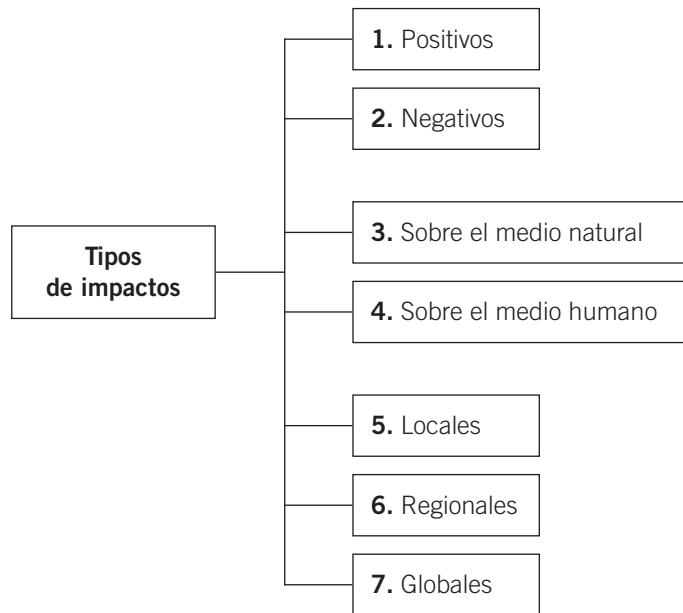 1. Positivos
2. Negativos
Tipos
de impactos
3. Sobre el medio natural
4. Sobre el medio humano
5. Locales
6. Regionales
7. Globales